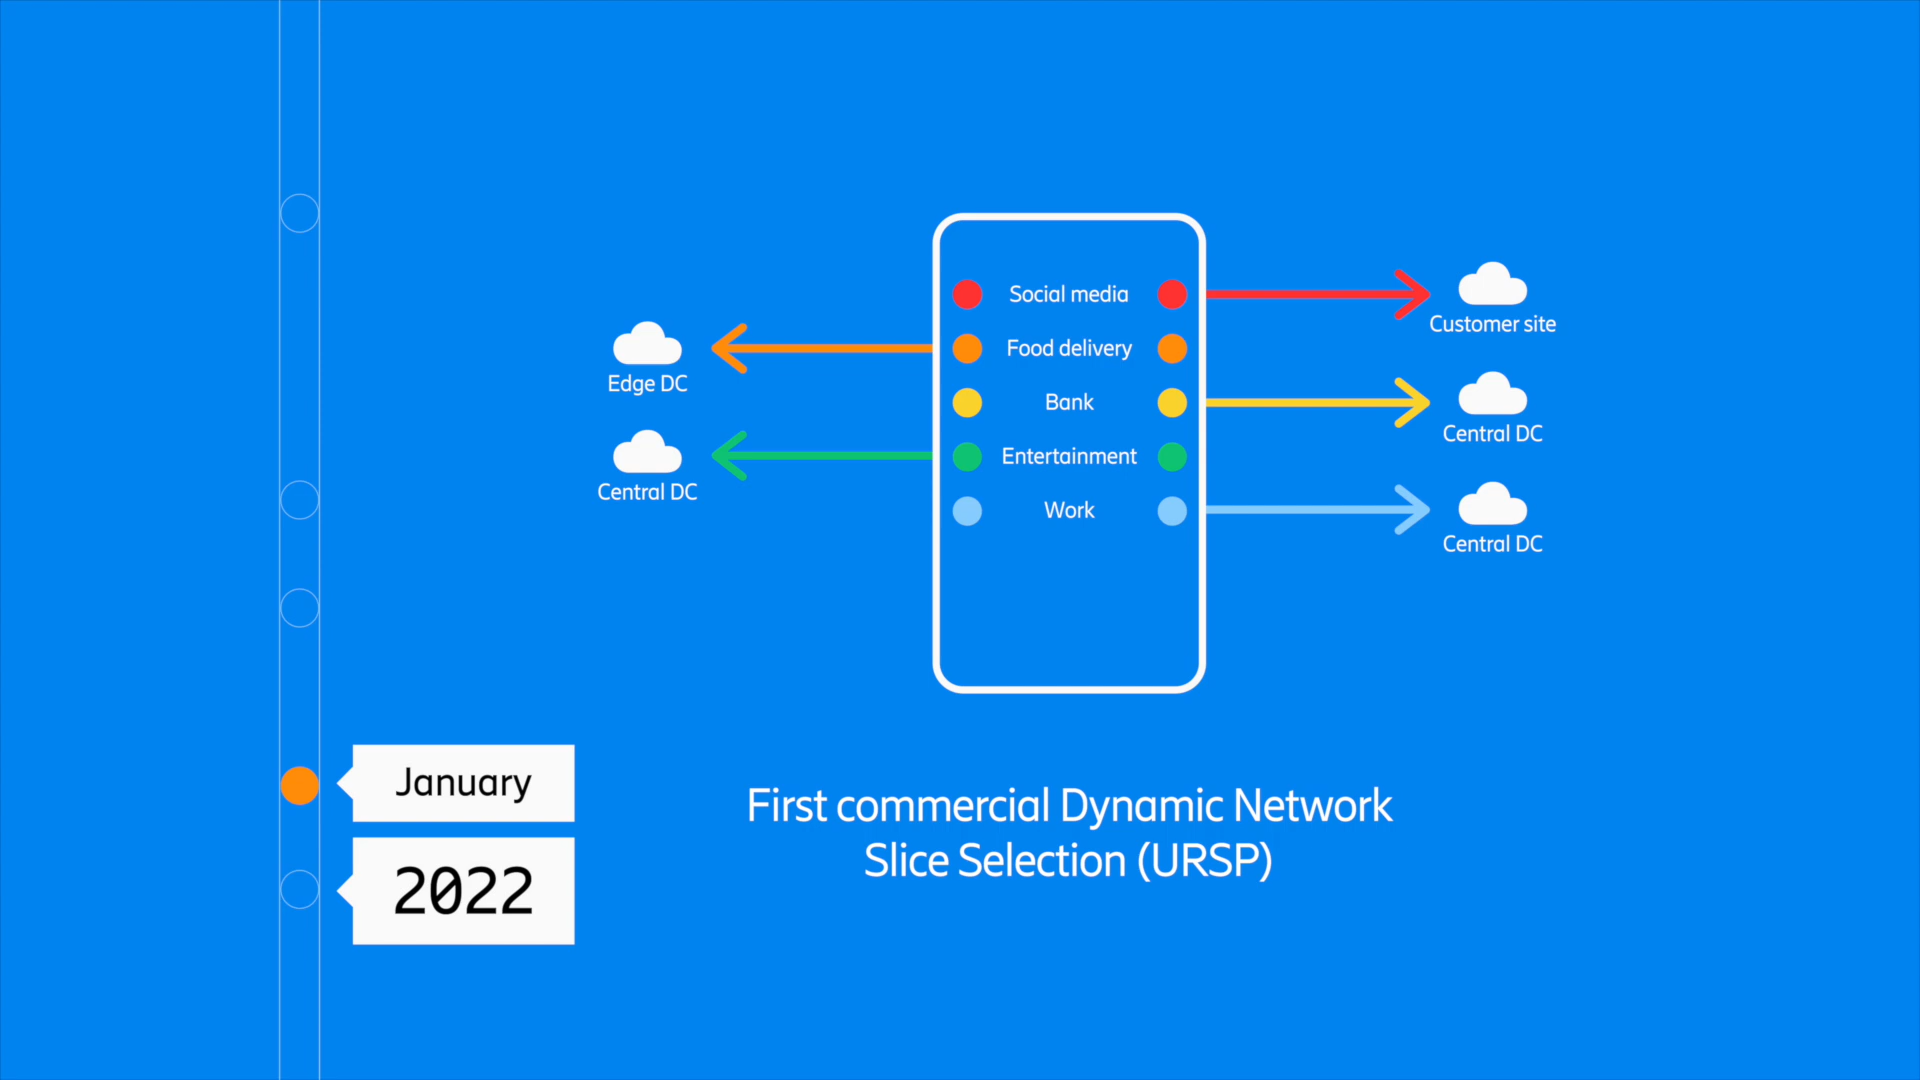 Social media
Food delivery
Bank
Entertainment
Work
Edge DC
Central DC
Customer site
Central DC
Central DC
January
2022
First commercial Dynamic Network
Slice Selection (URSP)